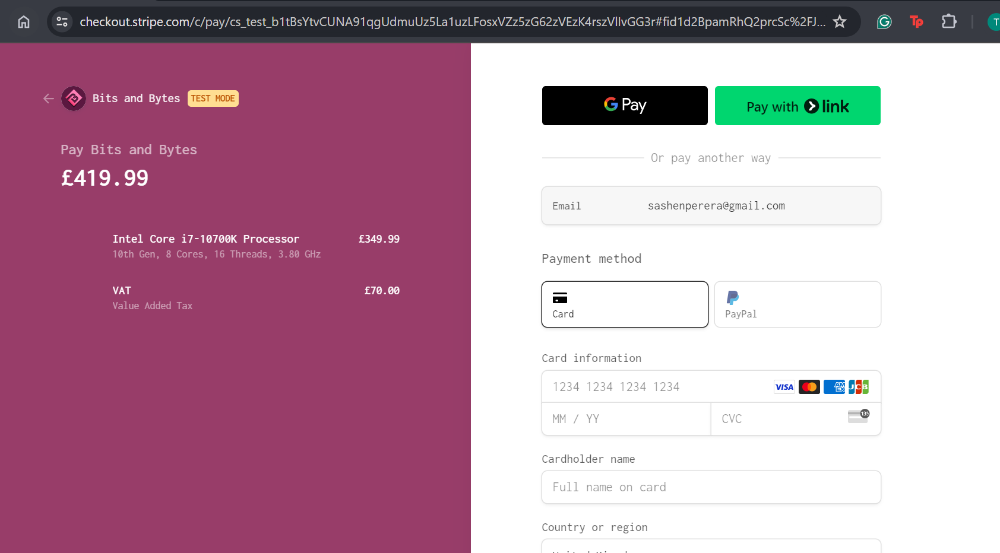 checkout.stripe.com/c/pay/cs_test_b1tBsYtvCUNA91qgUdmuUz5La1uzLFosxVZz5zG62zVEzK4rszVlIvGG3r#fid1d2BpamRhQ2prcSc%2FJ...
T
Bits and Bytes TEST MODE
Pay Bits and Bytes
£419.99
Intel Core i7-10700K Processor £349.99
10th Gen, 8 Cores, 16 Threads, 3.80 GHz
VAT £70.00
Value Added Tax
G Pay
Pay with link
Or pay another way
Email sashenperera@gmail.com
Payment method
Card
PayPal
Card information
1234 1234 1234 1234 VISA AMEX JCB
MM / YY
CVC 135
Cardholder name
Full name on card
Country or region